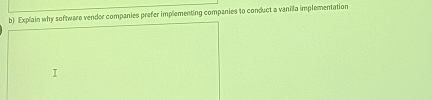 b) Explain why software vendor companies prefer implementing companies to conduct a vanilla implementation